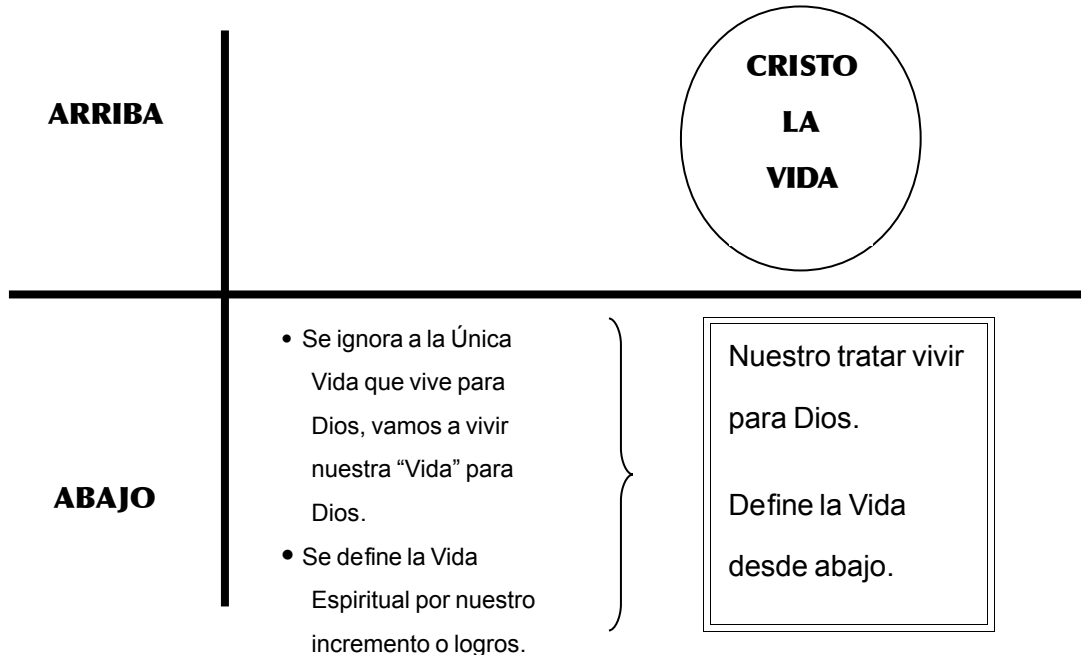 ARRIBA
CRISTO
LA
VIDA
ABAJO
• Se ignora a la Única
Vida que vive para
Dios, vamos a vivir
nuestra “Vida” para
Dios.
• Se define la Vida
Espiritual por nuestro
incremento o logros.
Nuestro tratar vivir
para Dios.
Define la Vida
desde abajo.